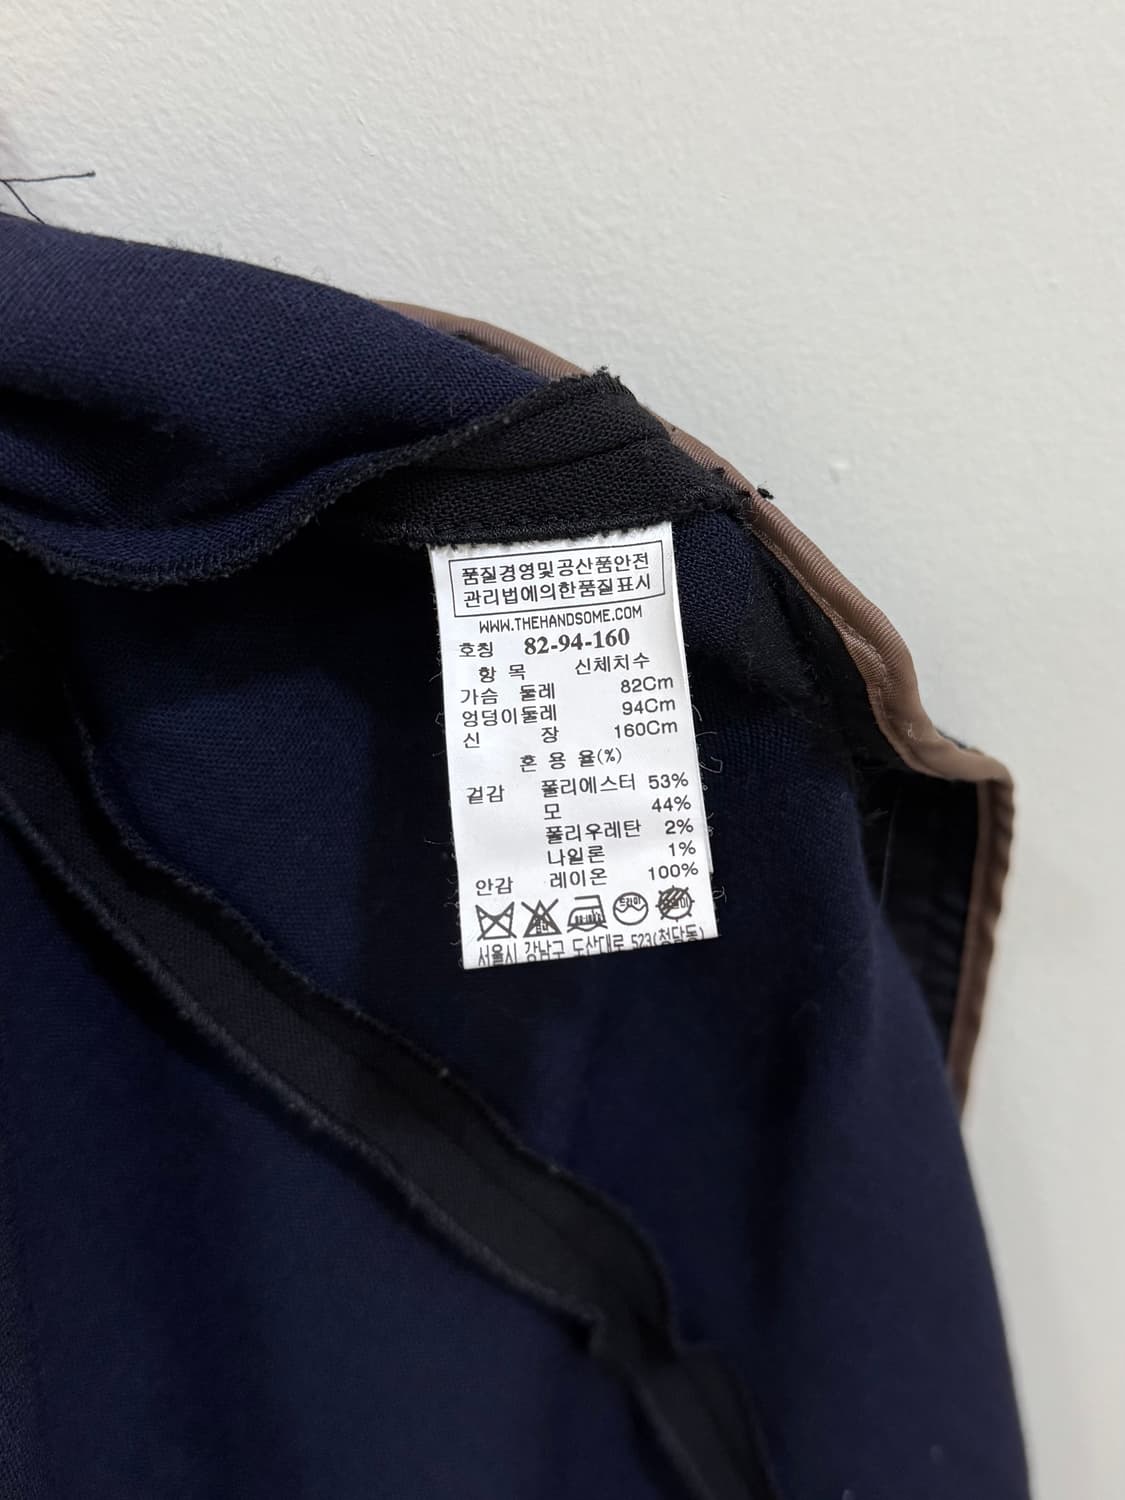 품질경영및공산품안전
관리법에의한품질표시
WWW.THEHANDSOME.COM
호칭 82-94-160
항 목 신체치수
가슴 둘레 82Cm
엉덩이둘레 94Cm
신 장 160Cm
혼 용 율(%)
겉감 폴리에스터 53%
모 44%
폴리우레탄 2%
나일론 1%
안감 레이온 100%
드라이
서울시 강남구 도산대로 523(청담동)